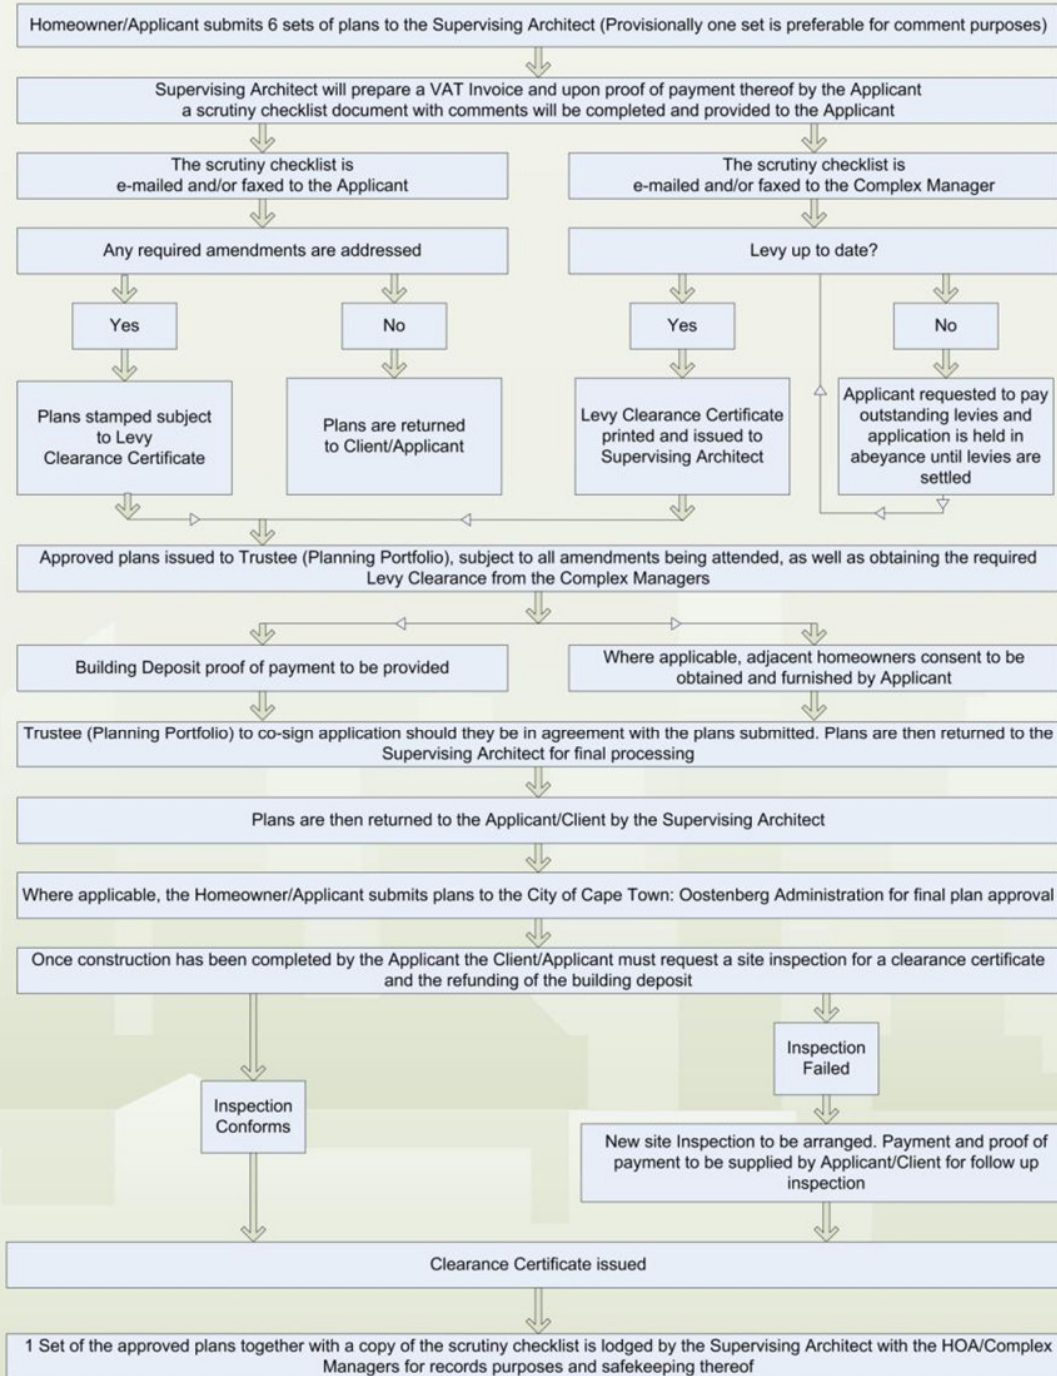 Homeowner/Applicant submits 6 sets of plans to the Supervising Architect (Provisionally one set is preferable for comment purposes)
Supervising Architect will prepare a VAT Invoice and upon proof of payment thereof by the Applicant
a scrutiny checklist document with comments will be completed and provided to the Applicant
The scrutiny checklist is
e-mailed and/or faxed to the Applicant
The scrutiny checklist is
e-mailed and/or faxed to the Complex Manager
Any required amendments are addressed
Levy up to date?
Yes
No
Yes
No
Plans stamped subject
to Levy
Clearance Certificate
Plans are returned
to Client/Applicant
Levy Clearance Certificate
printed and issued to
Supervising Architect
Applicant requested to pay
outstanding levies and
application is held in
abeyance until levies are
settled
Approved plans issued to Trustee (Planning Portfolio), subject to all amendments being attended, as well as obtaining the required
Levy Clearance from the Complex Managers
Building Deposit proof of payment to be provided
Where applicable, adjacent homeowners consent to be
obtained and furnished by Applicant
Trustee (Planning Portfolio) to co-sign application should they be in agreement with the plans submitted. Plans are then returned to the
Supervising Architect for final processing
Plans are then returned to the Applicant/Client by the Supervising Architect
Where applicable, the Homeowner/Applicant submits plans to the City of Cape Town: Oostenberg Administration for final plan approval
Once construction has been completed by the Applicant the Client/Applicant must request a site inspection for a clearance certificate
and the refunding of the building deposit
Inspection
Conforms
Inspection
Failed
New site Inspection to be arranged. Payment and proof of
payment to be supplied by Applicant/Client for follow up
inspection
Clearance Certificate issued
1 Set of the approved plans together with a copy of the scrutiny checklist is lodged by the Supervising Architect with the HOA/Complex
Managers for records purposes and safekeeping thereof